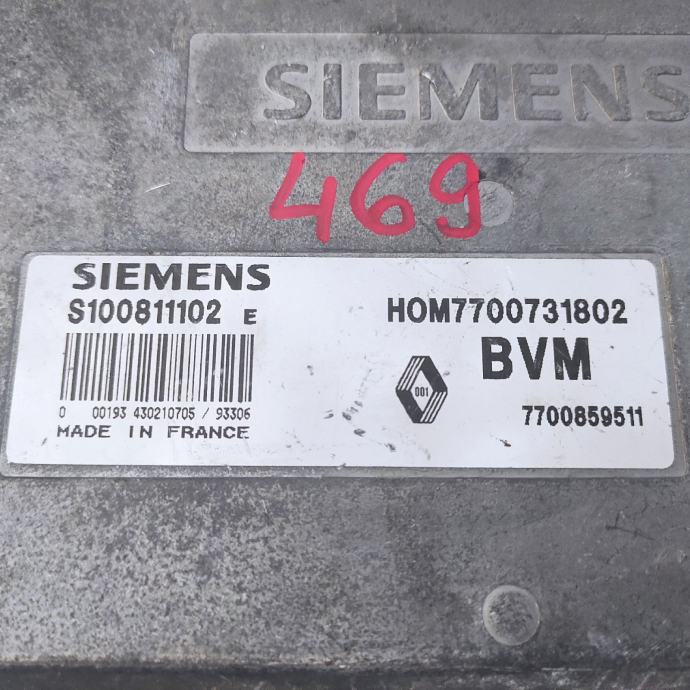 SIEMENS
469
SIEMENS
S100811102 E
HOM7700731802
BVM
001
0 00193 430210705 / 93306
7700859511
MADE IN FRANCE